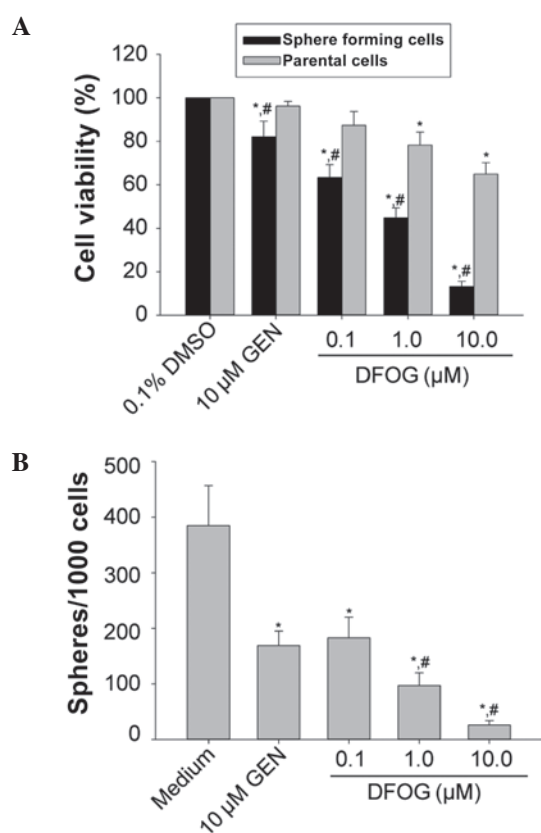 A
Sphere forming cells
Parental cells
Cell viability (%)
120
100
80
60
40
20
0
*,#
*,#
*,#
*
*,#
*
0.1% DMSO
10 µM GEN
0.1
1.0
10.0
DFOG (µM)
B
Spheres/1000 cells
500
400
300
200
100
0
*
*
*,#
*,#
Medium
10 µM GEN
0.1
1.0
10.0
DFOG (µM)